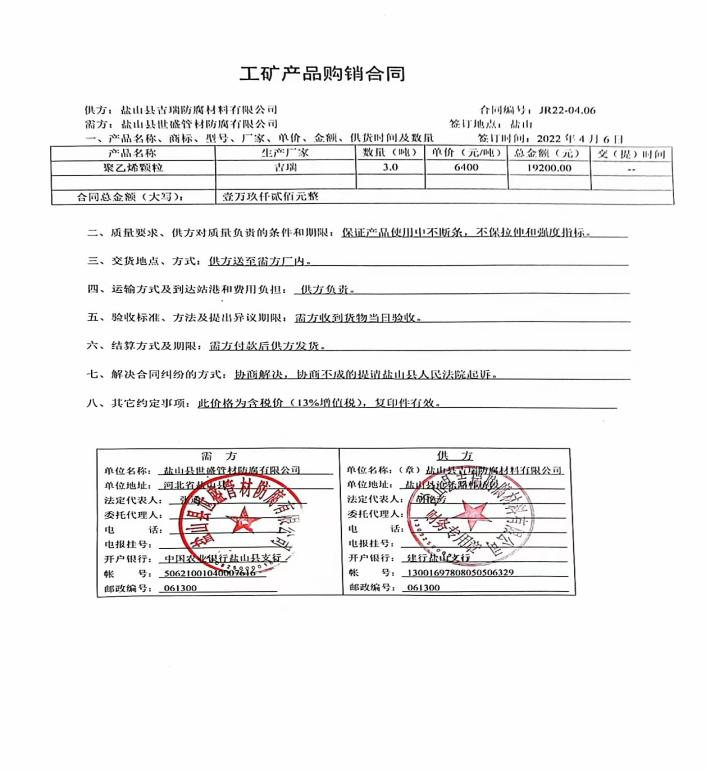 工矿产品购销合同
供方：盐山县古瑞防腐材料有限公司 合同编号：JR22-04.06
需方：盐山县世盛管材防腐有限公司 签订地点：盐山
一、产品名称、商标、型号、厂家、单价、金额、供货时间及数量 签订时间：2022 年 4 月 6 日
产品名称 生产厂家 数量（吨） 单价（元/吨） 总金额（元） 交（提）时间
聚乙烯颗粒 吉瑞 3.0 6400 19200.00 --
合同总金额（大写）： 壹万玖仟贰佰元整
二、质量要求、供方对质量负责的条件和期限：保证产品使用中不断条，不保拉伸和强度指标。
三、交货地点、方式：供方送至需方厂内。
四、运输方式及到达站港和费用负担：供方负责。
五、验收标准、方法及提出异议期限：需方收到货物当日验收。
六、结算方式及期限：需方付款后供方发货。
七、解决合同纠纷的方式：协商解决，协商不成的提请盐山县人民法院起诉。
八、其它约定事项：此价格为含税价（13%增值税），复印件有效。
需 方
单位名称：盐山县世盛管材防腐有限公司
单位地址：河北省盐山县
法定代表人：张
委托代理人：
电 话：
电报挂号：
开户银行：中国农业银行盐山县支行
帐 号：50621001040007616
邮政编号：061300
盐山县世盛管材防腐有限公司
供 方
单位名称：（章）盐山县吉瑞防腐材料有限公司
单位地址：盐山县
法定代表人：
委托代理人：
电 话：
电报挂号：
开户银行：建行盐山支行
帐 号：13001697808050506329
邮政编号：061300
财务专用章